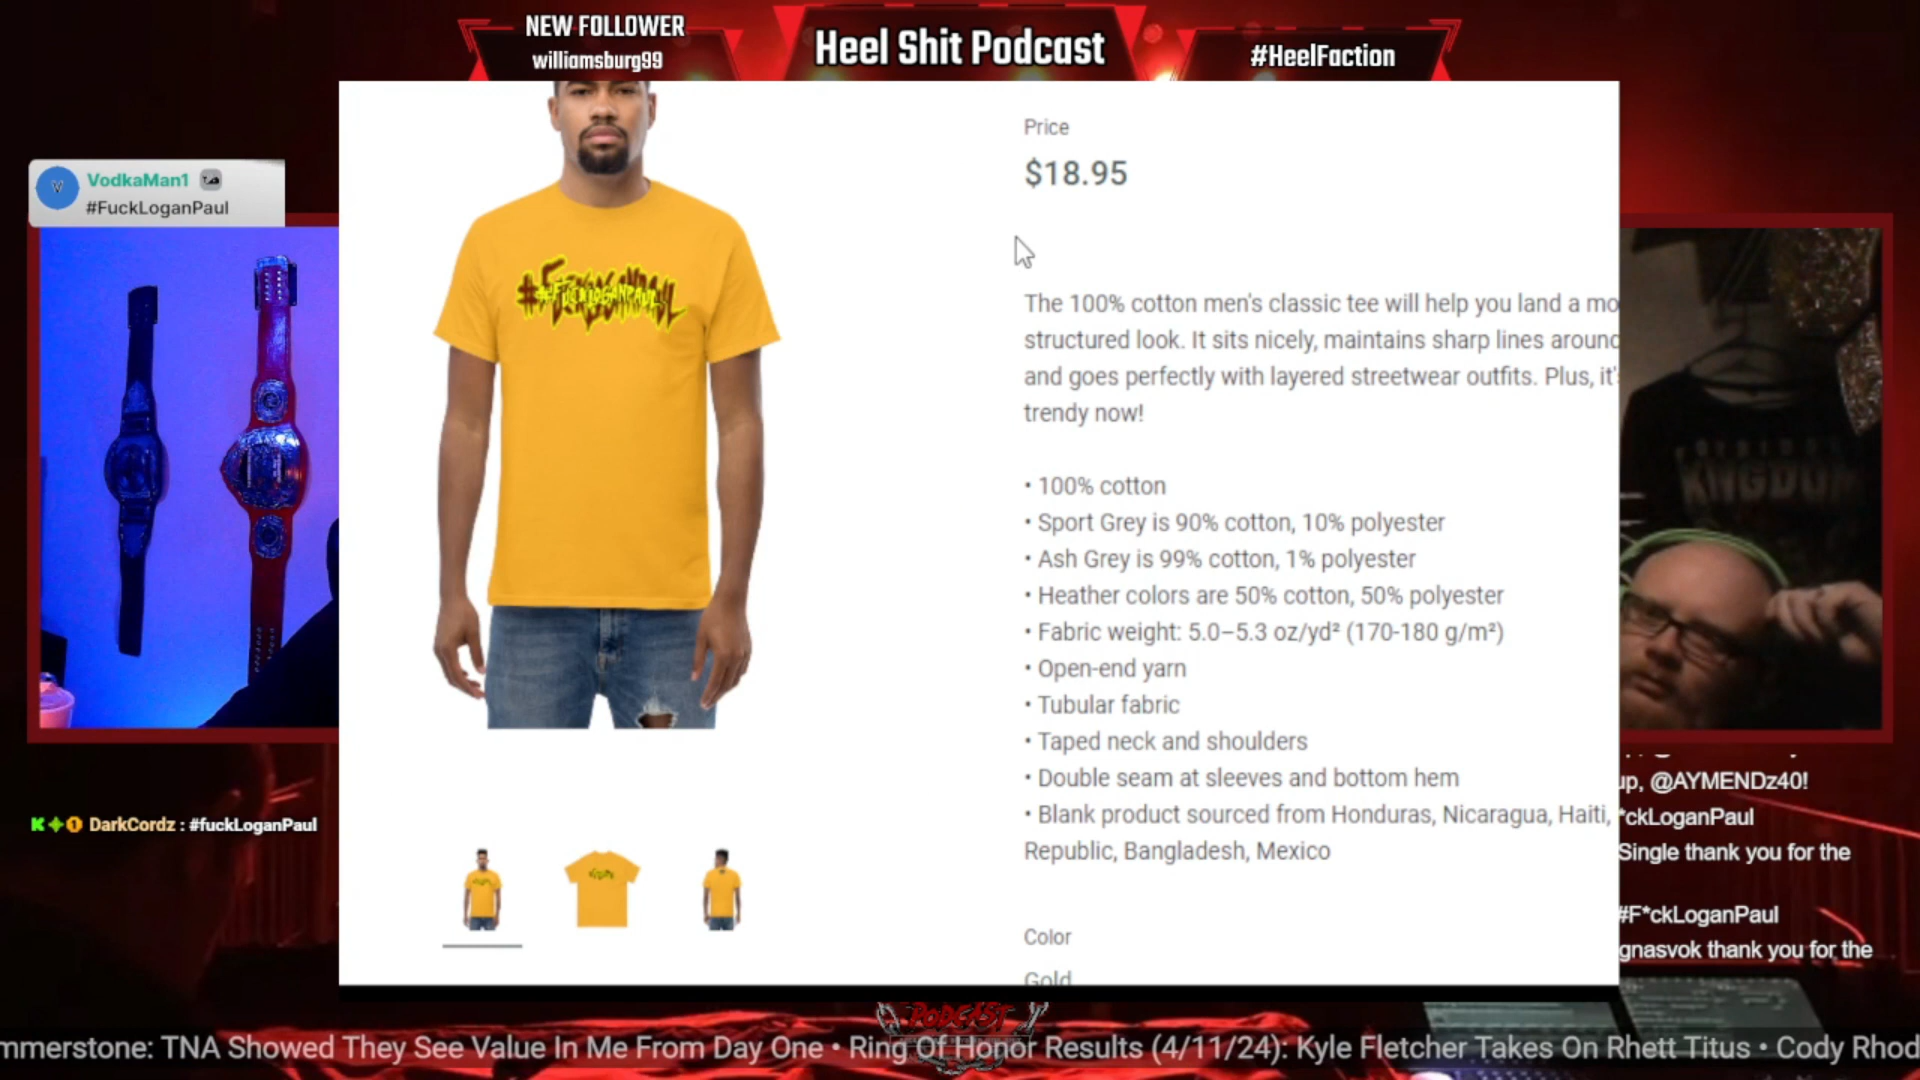 NEW FOLLOWER
williamsburg99
Heel Shit Podcast
#HeelFaction
VodkaMan1
#FuckLoganPaul
#FuckLoganPaul
Price
$18.95
The 100% cotton men's classic tee will help you land a mo
structured look. It sits nicely, maintains sharp lines around
and goes perfectly with layered streetwear outfits. Plus, it's
trendy now!
• 100% cotton
• Sport Grey is 90% cotton, 10% polyester
• Ash Grey is 99% cotton, 1% polyester
• Heather colors are 50% cotton, 50% polyester
• Fabric weight: 5.0–5.3 oz/yd² (170-180 g/m²)
• Open-end yarn
• Tubular fabric
• Taped neck and shoulders
• Double seam at sleeves and bottom hem
• Blank product sourced from Honduras, Nicaragua, Haiti,
Republic, Bangladesh, Mexico
Color
Gold
KINGDOM
DarkCordz : #fuckLoganPaul
up, @AYMENDz40!
*ckLoganPaul
Single thank you for the
#F*ckLoganPaul
gnasvok thank you for the
PODCAST
mmerstone: TNA Showed They See Value In Me From Day One • Ring Of Honor Results (4/11/24): Kyle Fletcher Takes On Rhett Titus • Cody Rhod